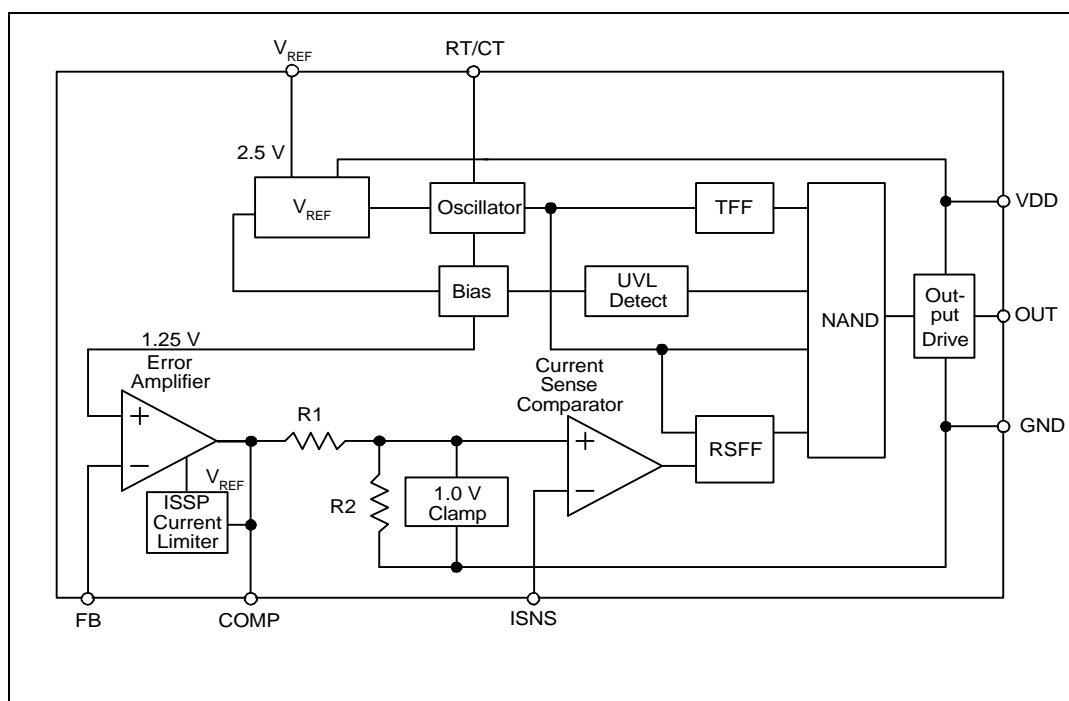 VREF
RT/CT
2.5 V
VREF
Oscillator
TFF
VDD
Bias
UVL
Detect
NAND
Out-
put
Drive
OUT
1.25 V
Error
Amplifier
Current
Sense
Comparator
GND
+
−
R1
+
−
RSFF
VREF
ISSP
Current
Limiter
R2
1.0 V
Clamp
FB
COMP
ISNS